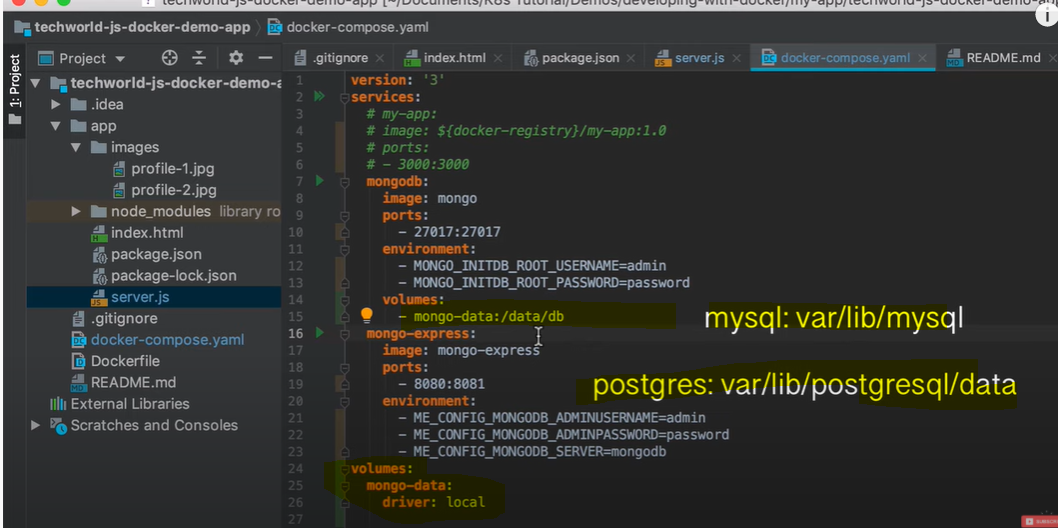 techworld-js-docker-demo-app [~/Documents/K8s Tutorial/Demos/developing-with-docker/my-app/techworld-js-docker-demo-app
techworld-js-docker-demo-app docker-compose.yaml
Project .gitignore index.html package.json server.js docker-compose.yaml README.md
1: Project
techworld-js-docker-demo-a
.idea
app
images
profile-1.jpg
profile-2.jpg
node_modules library ro
index.html
package.json
package-lock.json
server.js
.gitignore
docker-compose.yaml
Dockerfile
README.md
External Libraries
Scratches and Consoles
1 version: '3'
2 services:
3 # my-app:
4 # image: ${docker-registry}/my-app:1.0
5 # ports:
6 # - 3000:3000
7 mongodb:
8 image: mongo
9 ports:
10 - 27017:27017
11 environment:
12 - MONGO_INITDB_ROOT_USERNAME=admin
13 - MONGO_INITDB_ROOT_PASSWORD=password
14 volumes:
15 - mongo-data:/data/db
16 mongo-express:
17 image: mongo-express
18 ports:
19 - 8080:8081
20 environment:
21 - ME_CONFIG_MONGODB_ADMINUSERNAME=admin
22 - ME_CONFIG_MONGODB_ADMINPASSWORD=password
23 - ME_CONFIG_MONGODB_SERVER=mongodb
24 volumes:
25 mongo-data:
26 driver: local
27
mysql: var/lib/mysql
postgres: var/lib/postgresql/data